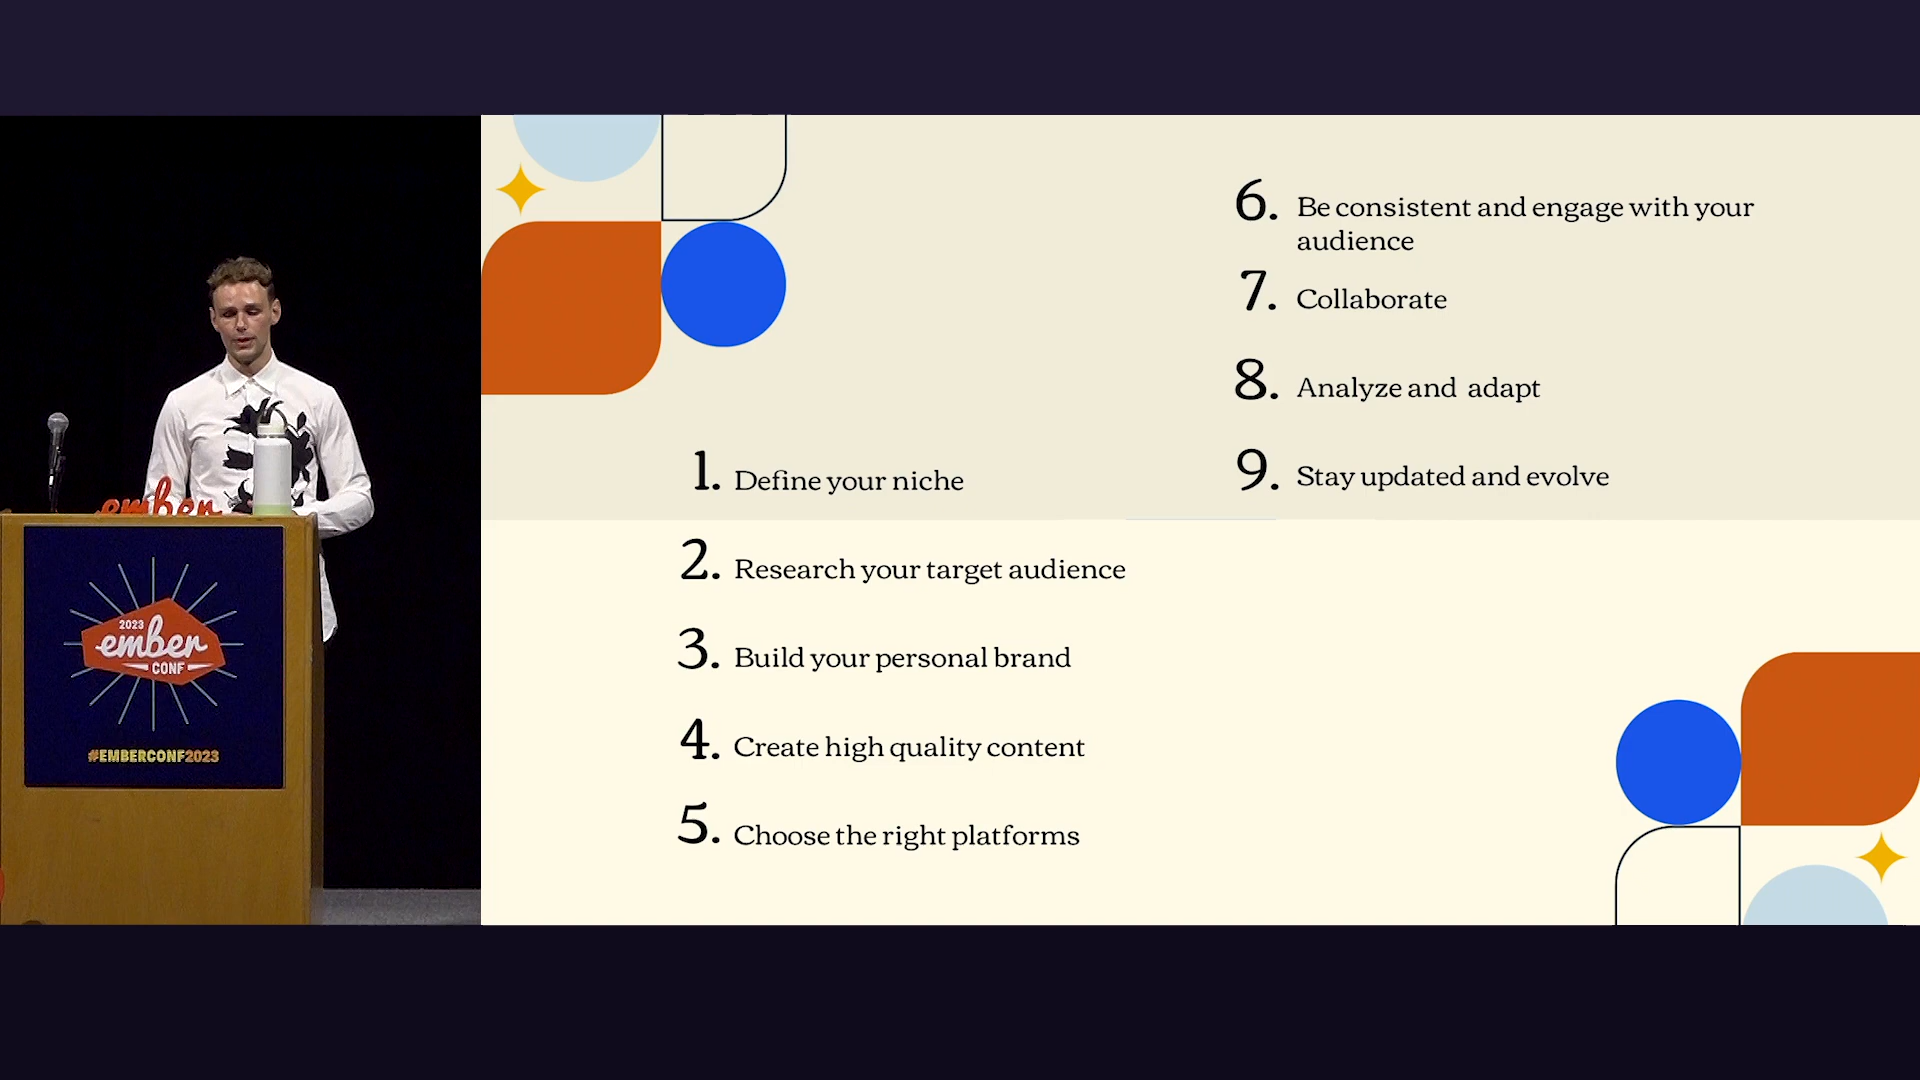 ember
2023
ember
CONF
#EMBERCONF2023
1. Define your niche
2. Research your target audience
3. Build your personal brand
4. Create high quality content
5. Choose the right platforms
6. Be consistent and engage with your
audience
7. Collaborate
8. Analyze and adapt
9. Stay updated and evolve